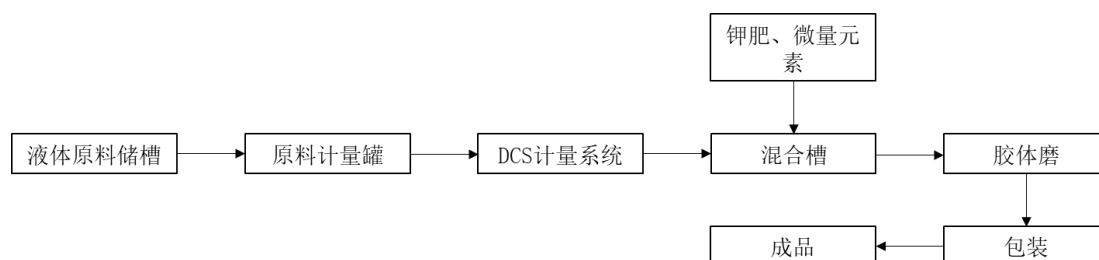 钾肥、微量元
素
液体原料储槽
原料计量罐
DCS计量系统
混合槽
胶体磨
成品
包装